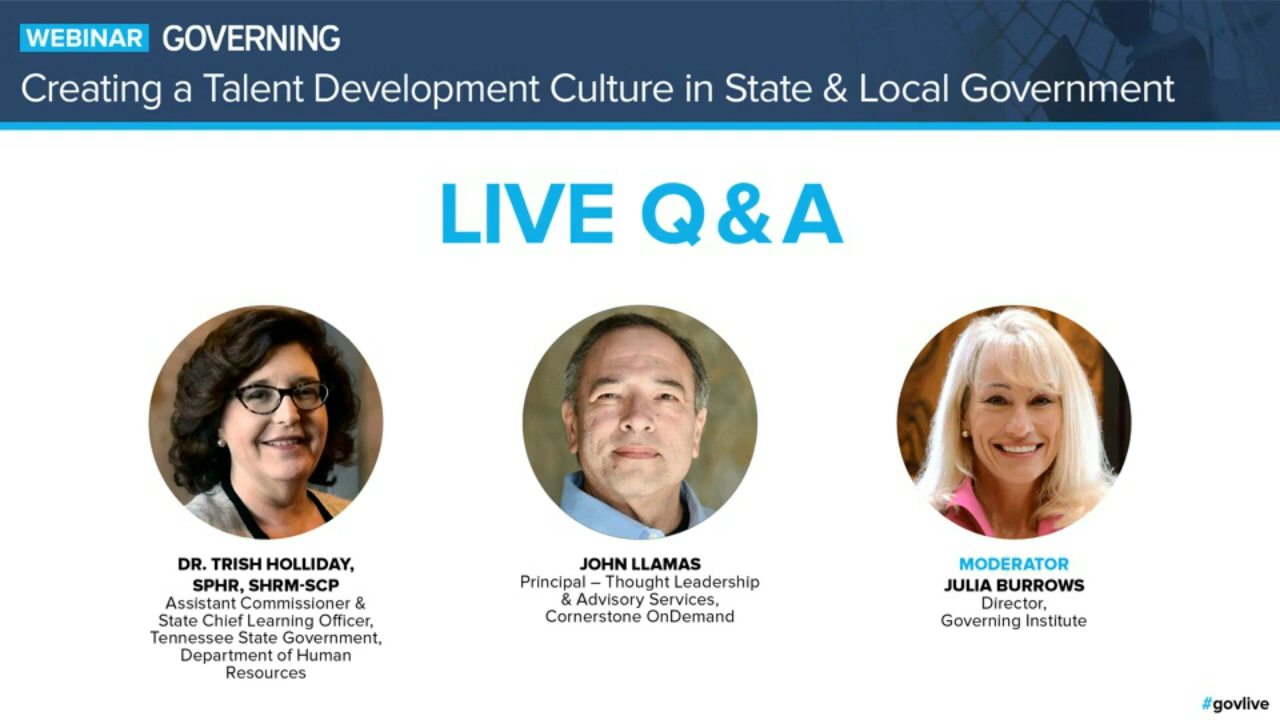 WEBINAR GOVERNING
Creating a Talent Development Culture in State & Local Government
LIVE Q & A
DR. TRISH HOLLIDAY,
SPHR, SHRM-SCP
Assistant Commissioner &
State Chief Learning Officer,
Tennessee State Government,
Department of Human
Resources
JOHN LLAMAS
Principal – Thought Leadership
& Advisory Services,
Cornerstone OnDemand
MODERATOR
JULIA BURROWS
Director,
Governing Institute
#govlive